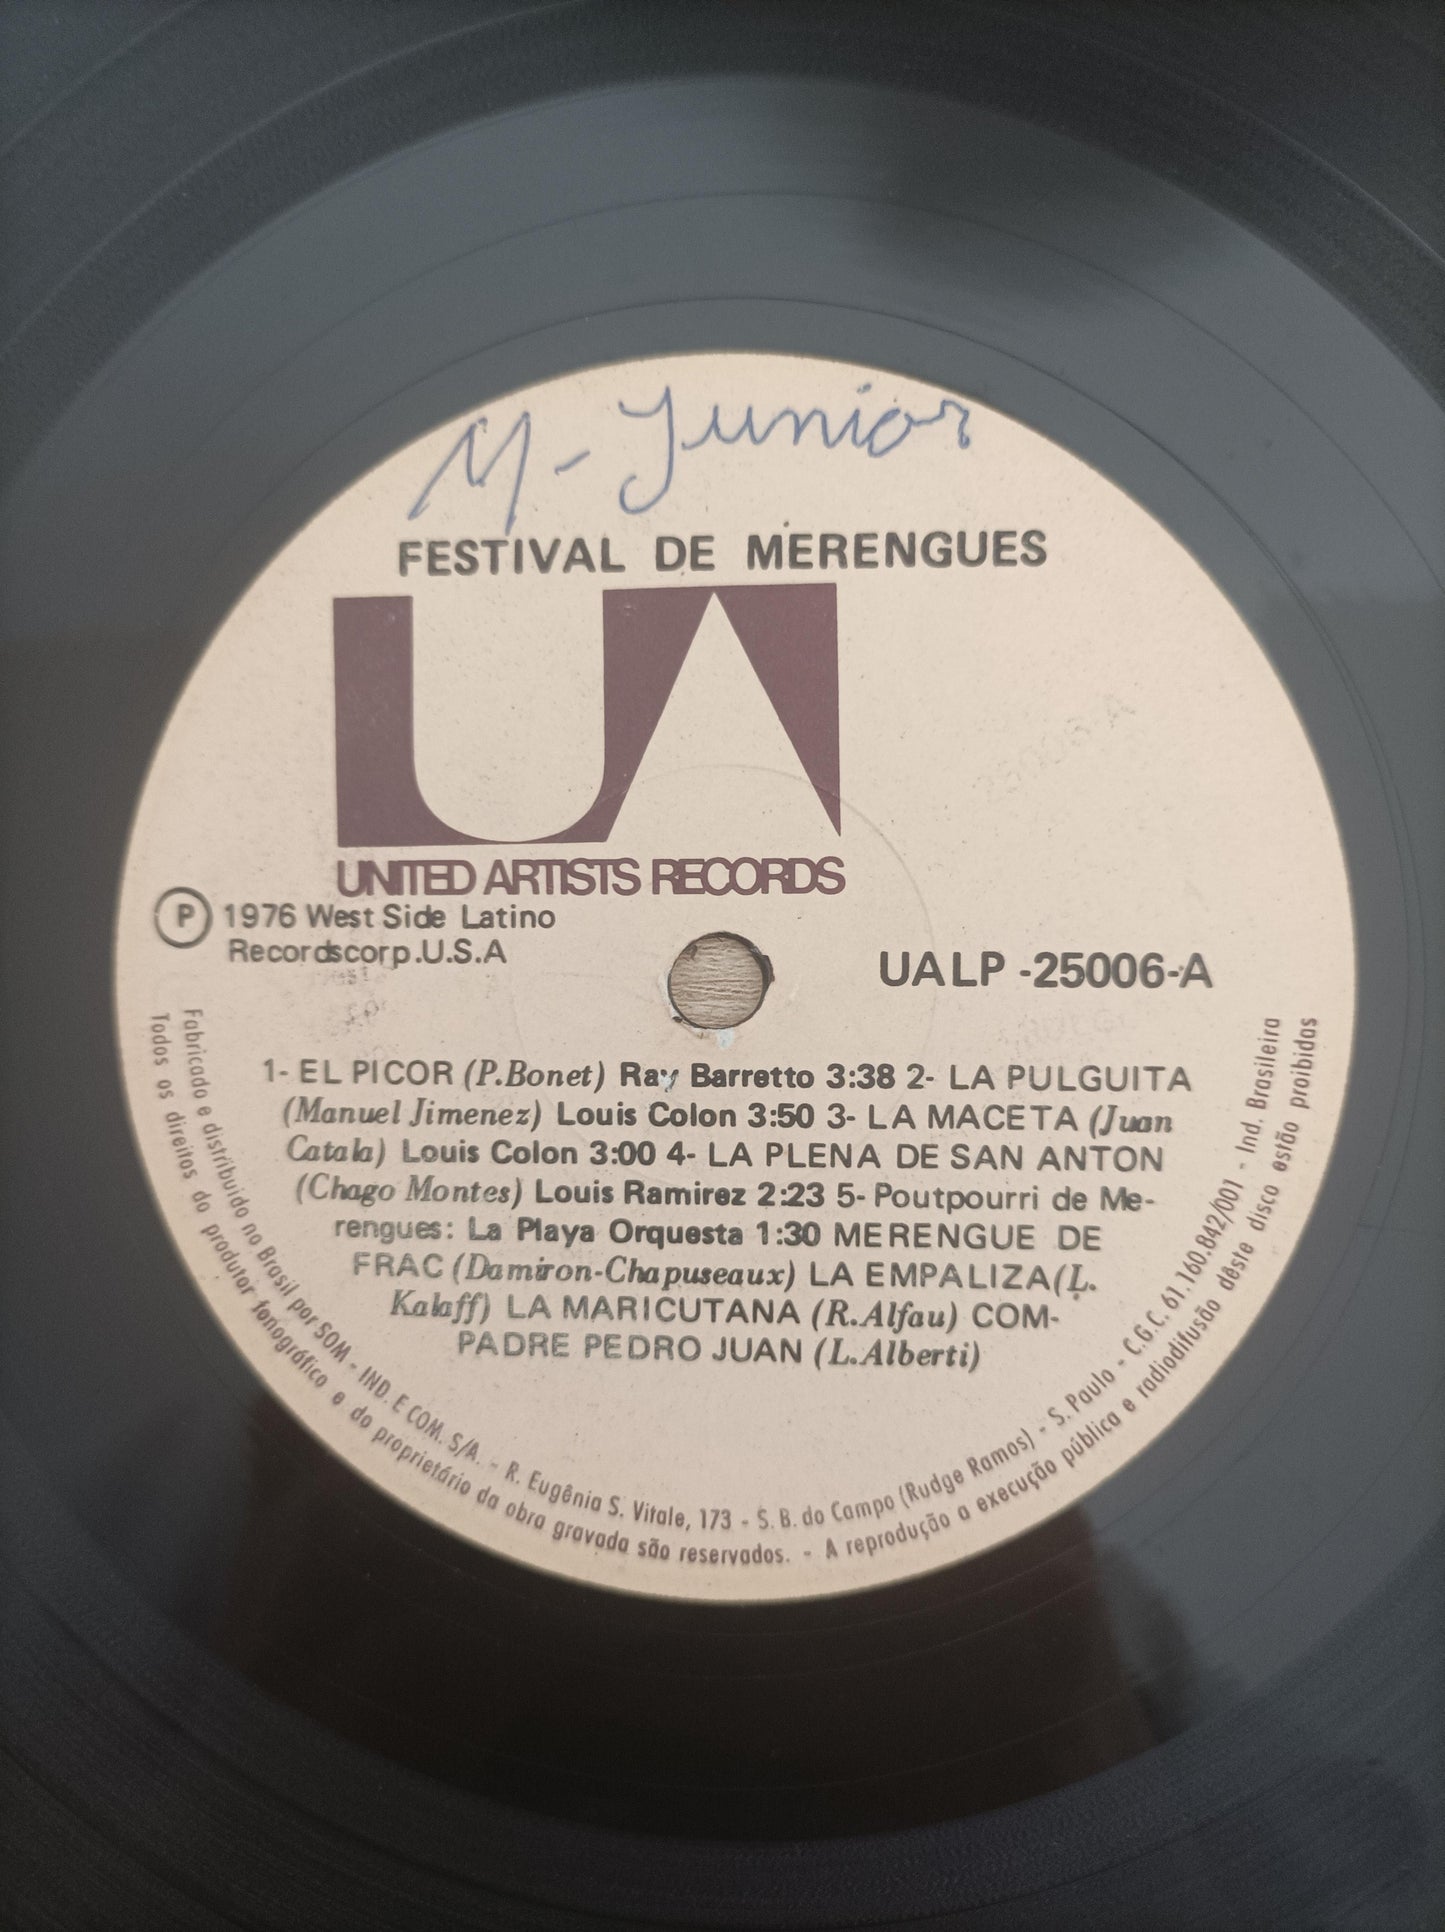 M - Junior
FESTIVAL DE MERENGUES
UA
UNITED ARTISTS RECORDS
P 1976 West Side Latino
Recordscorp.U.S.A
UALP -25006-A
1- EL PICOR (P.Bonet) Ray Barretto 3:38 2- LA PULGUITA
(Manuel Jimenez) Louis Colon 3:50 3- LA MACETA (Juan
Catala) Louis Colon 3:00 4- LA PLENA DE SAN ANTON
(Chago Montes) Louis Ramirez 2:23 5- Poutpourri de Me-
rengues: La Playa Orquesta 1:30 MERENGUE DE
FRAC (Damiron-Chapuseaux) LA EMPALIZA(L.
Kalaff) LA MARICUTANA (R.Alfau) COM-
PADRE PEDRO JUAN (L.Alberti)
Fabricado e distribuido no Brasil por SOM - IND. E COM. S/A. - R. Eugênia S. Vitale, 173 - S. B. do Campo (Rudge Ramos) - S. Paulo - C.G.C. 61.160.842/001 - Ind. Brasileira
Todos os direitos do produtor fonográfico e do proprietário da obra gravada são reservados. - A reprodução a execução pública e radiodifusão dêste disco estão proibidas